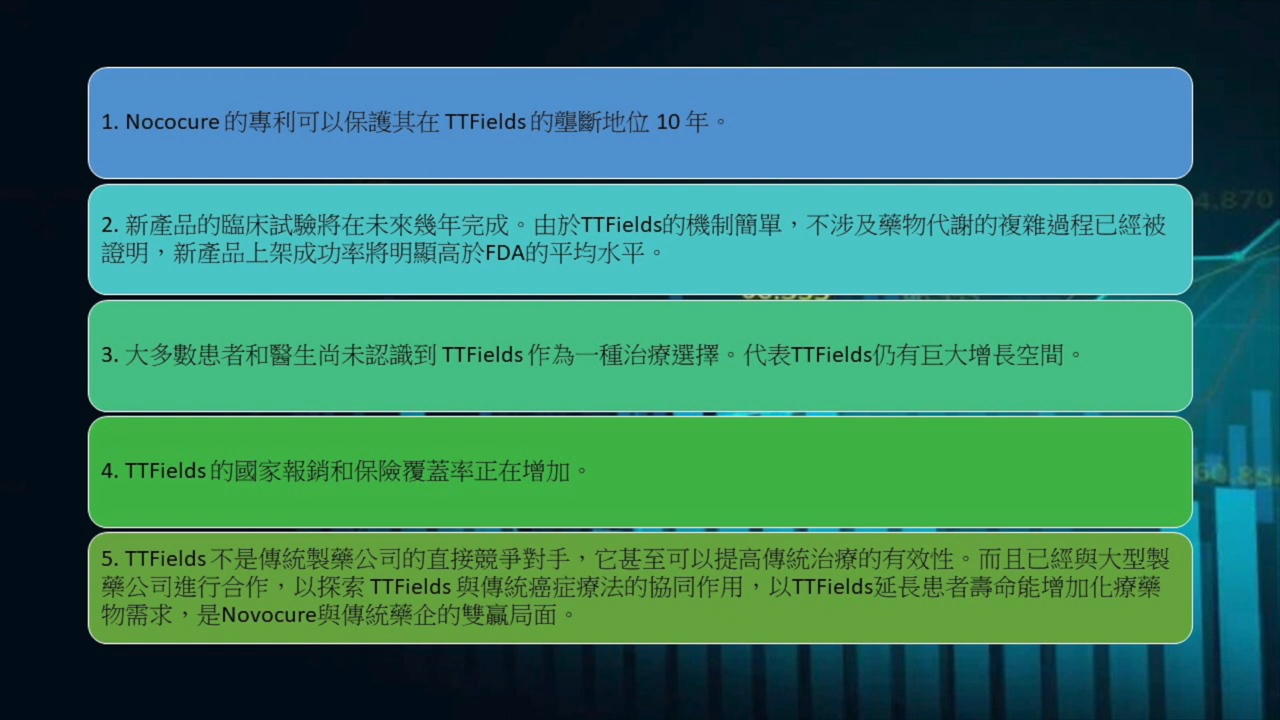 1. Nococure 的專利可以保護其在 TTFields 的壟斷地位 10 年。
2. 新產品的臨床試驗將在未來幾年完成。由於TTFields的機制簡單，不涉及藥物代謝的複雜過程已經被
證明，新產品上架成功率將明顯高於FDA的平均水平。
3. 大多數患者和醫生尚未認識到 TTFields 作為一種治療選擇。代表TTFields仍有巨大增長空間。
4. TTFields 的國家報銷和保險覆蓋率正在增加。
5. TTFields 不是傳統製藥公司的直接競爭對手，它甚至可以提高傳統治療的有效性。而且已經與大型製
藥公司進行合作，以探索 TTFields 與傳統癌症療法的協同作用，以TTFields延長患者壽命能增加化療藥
物需求，是Novocure與傳統藥企的雙贏局面。